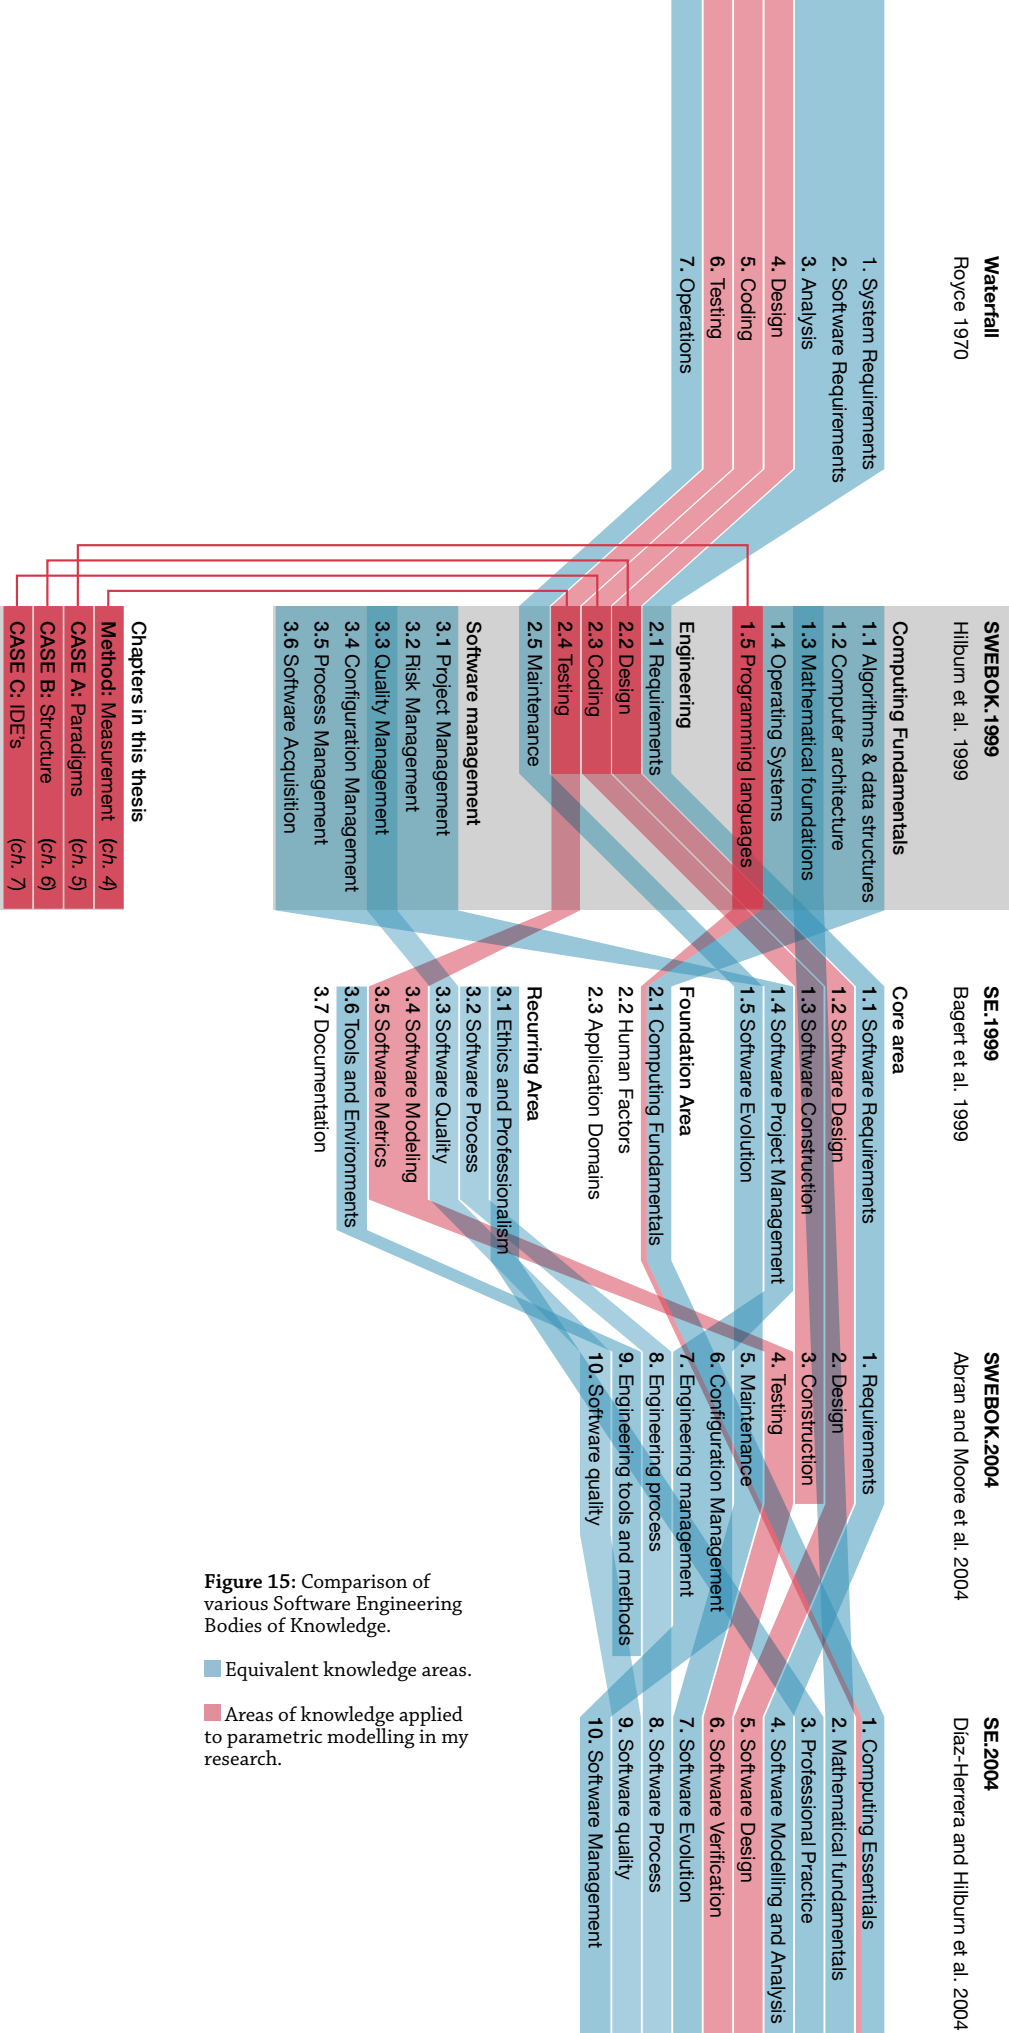 Waterfall
Royce 1970
1. System Requirements
2. Software Requirements
3. Analysis
4. Design
5. Coding
6. Testing
7. Operations
SWEBOK.1999
Hilburn et al. 1999
Computing Fundamentals
1.1 Algorithms & data structures
1.2 Computer architecture
1.3 Mathematical foundations
1.4 Operating Systems
1.5 Programming languages
Engineering
2.1 Requirements
2.2 Design
2.3 Coding
2.4 Testing
2.5 Maintenance
Software management
3.1 Project Management
3.2 Risk Management
3.3 Quality Management
3.4 Configuration Management
3.5 Process Management
3.6 Software Acquisition
Chapters in this thesis
Method: Measurement (ch. 4)
CASE A: Paradigms (ch. 5)
CASE B: Structure (ch. 6)
CASE C: IDE's (ch. 7)
SE.1999
Bagert et al. 1999
Core area
1.1 Software Requirements
1.2 Software Design
1.3 Software Construction
1.4 Software Project Management
1.5 Software Evolution
Foundation Area
2.1 Computing Fundamentals
2.2 Human Factors
2.3 Application Domains
Recurring Area
3.1 Ethics and Professionalism
3.2 Software Process
3.3 Software Quality
3.4 Software Modeling
3.5 Software Metrics
3.6 Tools and Environments
3.7 Documentation
SWEBOK.2004
Abran and Moore et al. 2004
1. Requirements
2. Design
3. Construction
4. Testing
5. Maintenance
6. Configuration Management
7. Engineering management
8. Engineering process
9. Engineering tools and methods
10. Software quality
SE.2004
Díaz-Herrera and Hilburn et al. 2004
1. Computing Essentials
2. Mathematical fundamentals
3. Professional Practice
4. Software Modelling and Analysis
5. Software Design
6. Software Verification
7. Software Evolution
8. Software Process
9. Software quality
10. Software Management
Figure 15: Comparison of
various Software Engineering
Bodies of Knowledge.
Equivalent knowledge areas.
Areas of knowledge applied
to parametric modelling in my
research.